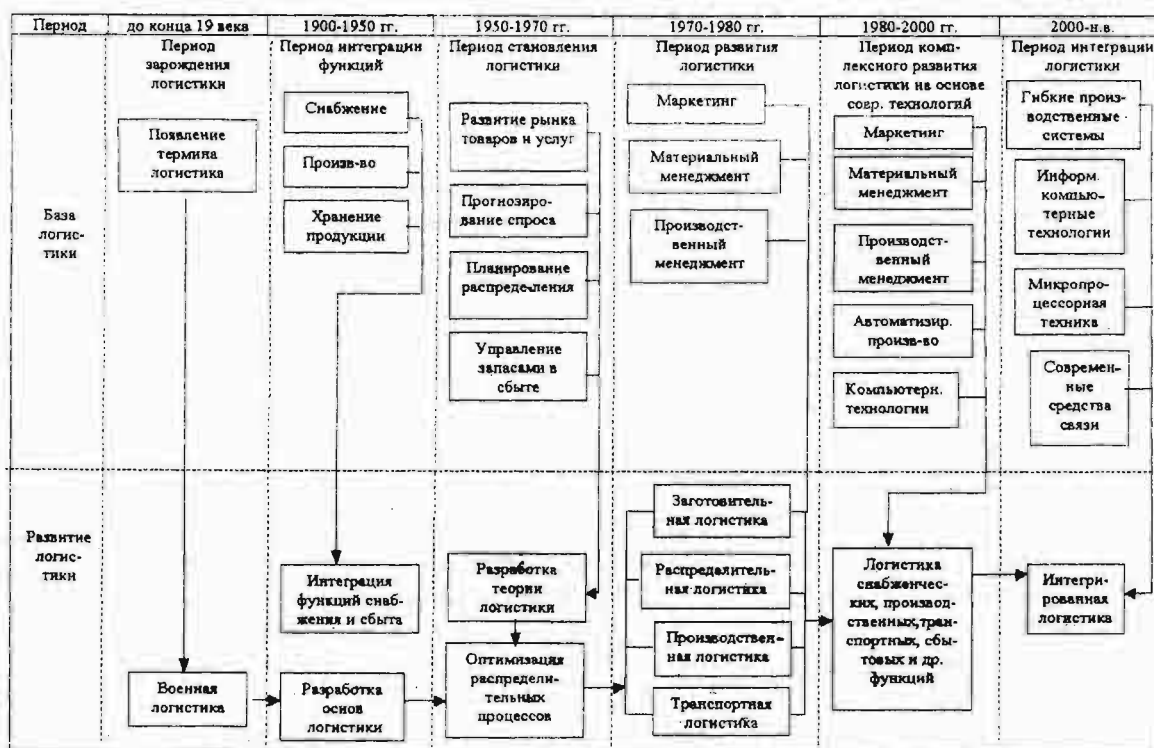 Период
до конца 19 века
1900-1950 гг.
1950-1970 гг.
1970-1980 гг.
1980-2000 гг.
2000-н.в.
База
логис-
тики
Период
зарождения
логистики
Появление
термина
логистика
Период интеграции
функций
Снабжение
Произв-во
Хранение
продукции
Период становления
логистики
Развитие рынка
товаров и услуг
Прогнозиро-
вание спроса
Планирование
распределения
Управление
запасами в
сбыте
Период развития
логистики
Маркетинг
Материальный
менеджмент
Производст-
венный
менеджмент
Период комп-
лексного развития
логистики на основе
совр. технологий
Маркетинг
Материальный
менеджмент
Производст-
венный
менеджмент
Автоматизир.
произв-во
Компьютерн.
технологии
Период интеграции
логистики
Гибкие произ-
водственные
системы
Информ.
компью-
терные
технологии
Микропро-
цессорная
техника
Современ-
ные
средства
связи
Развитие
логис-
тики
Военная
логистика
Интеграция
функций снаб-
жения и сбыта
Разработка
основ
логистики
Разработка
теории
логистики
Оптимизация
распредели-
тельных
процессов
Заготовитель-
ная логистика
Распределитель-
ная логистика
Производствен-
ная логистика
Транспортная
логистика
Логистика
снабженчес-
ких, производ-
ственных,тран-
спортных, сбы-
товых и др.
функций
Интегри-
рованная
логистика